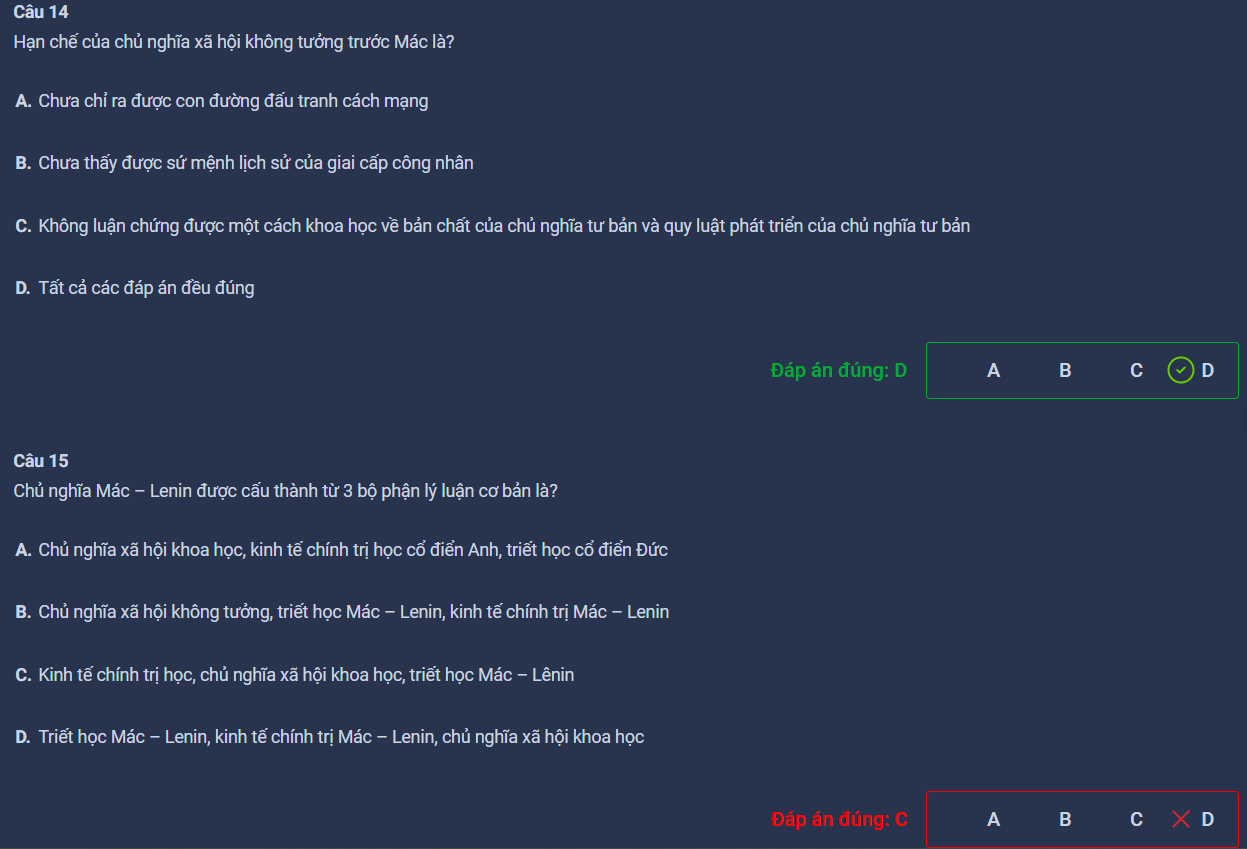 Câu 14
Hạn chế của chủ nghĩa xã hội không tưởng trước Mác là?
A. Chưa chỉ ra được con đường đấu tranh cách mạng
B. Chưa thấy được sứ mệnh lịch sử của giai cấp công nhân
C. Không luận chứng được một cách khoa học về bản chất của chủ nghĩa tư bản và quy luật phát triển của chủ nghĩa tư bản
D. Tất cả các đáp án đều đúng
Đáp án đúng: D A B C D
Câu 15
Chủ nghĩa Mác – Lenin được cấu thành từ 3 bộ phận lý luận cơ bản là?
A. Chủ nghĩa xã hội khoa học, kinh tế chính trị học cổ điển Anh, triết học cổ điển Đức
B. Chủ nghĩa xã hội không tưởng, triết học Mác – Lenin, kinh tế chính trị Mác – Lenin
C. Kinh tế chính trị học, chủ nghĩa xã hội khoa học, triết học Mác – Lênin
D. Triết học Mác – Lenin, kinh tế chính trị Mác – Lenin, chủ nghĩa xã hội khoa học
Đáp án đúng: C A B C D